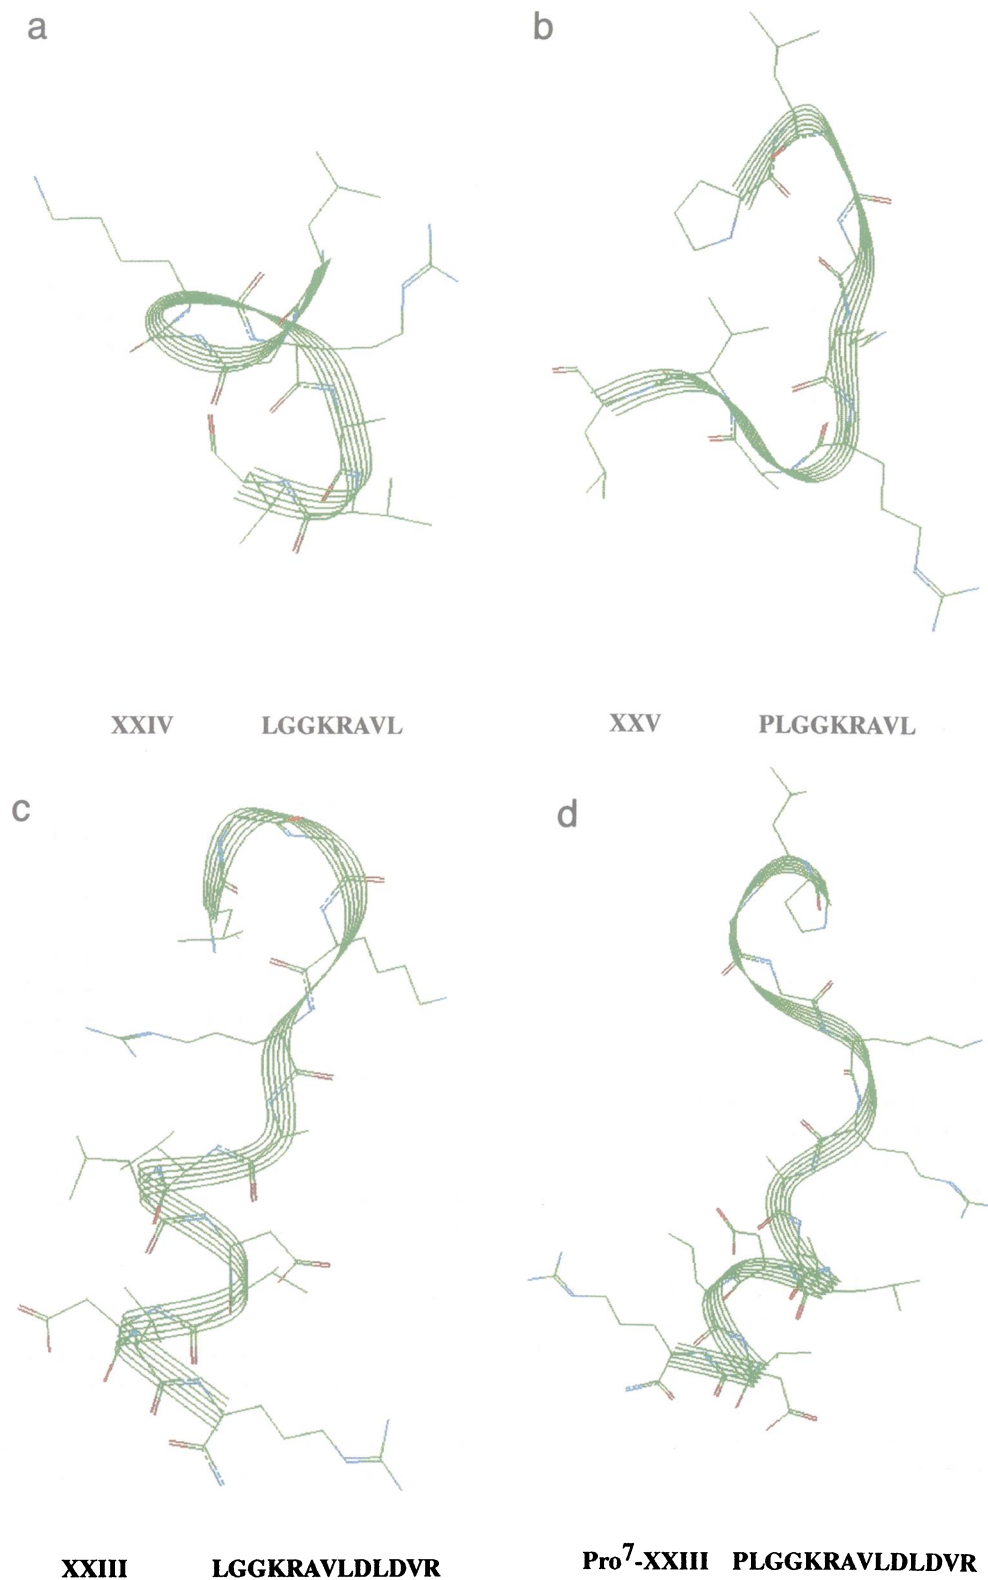 a
b
XXIV LGGKRAVL
XXV PLGGKRAVL
c
d
XXIII LGGKRAVLDLDVR
Pro7-XXIII PLGGKRAVLDLDVR